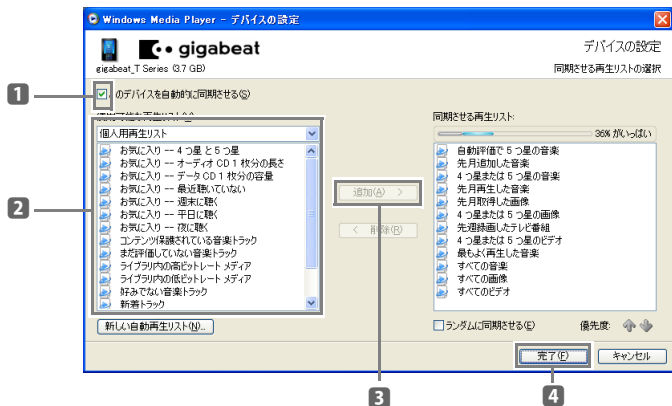 Windows Media Player - デバイスの設定
gigabeat
デバイスの設定
gigabeat_T Series (3.7 GB)
同期させる再生リストの選択
1
のデバイスを自動的に同期させる(S)
同期させる再生リスト:
個人用再生リスト
36% がいっぱい
2
お気に入り -- 4 つ星 と 5 つ星
お気に入り -- オーディオ CD 1 枚分の長さ
お気に入り -- データ CD 1 枚分の容量
お気に入り -- 最近聴いていない
お気に入り -- 週末に聴く
お気に入り -- 平日に聴く
お気に入り -- 夜に聴く
コンテンツ保護されている音楽トラック
まだ評価していない音楽トラック
ライブラリ内の高ビットレート メディア
ライブラリ内の低ビットレート メディア
好みでない音楽トラック
新着トラック
追加(A) >
< 削除(R)
自動評価で 5 つ星の音楽
先月追加した音楽
4 つ星または 5 つ星の音楽
先月再生した音楽
先月取得した画像
4 つ星または 5 つ星の画像
先週録画したテレビ番組
4 つ星または 5 つ星のビデオ
最もよく再生した音楽
すべての音楽
すべての画像
すべてのビデオ
新しい自動再生リスト(N)...
ランダムに同期させる(E)
優先度:
完了(F)
キャンセル
3
4